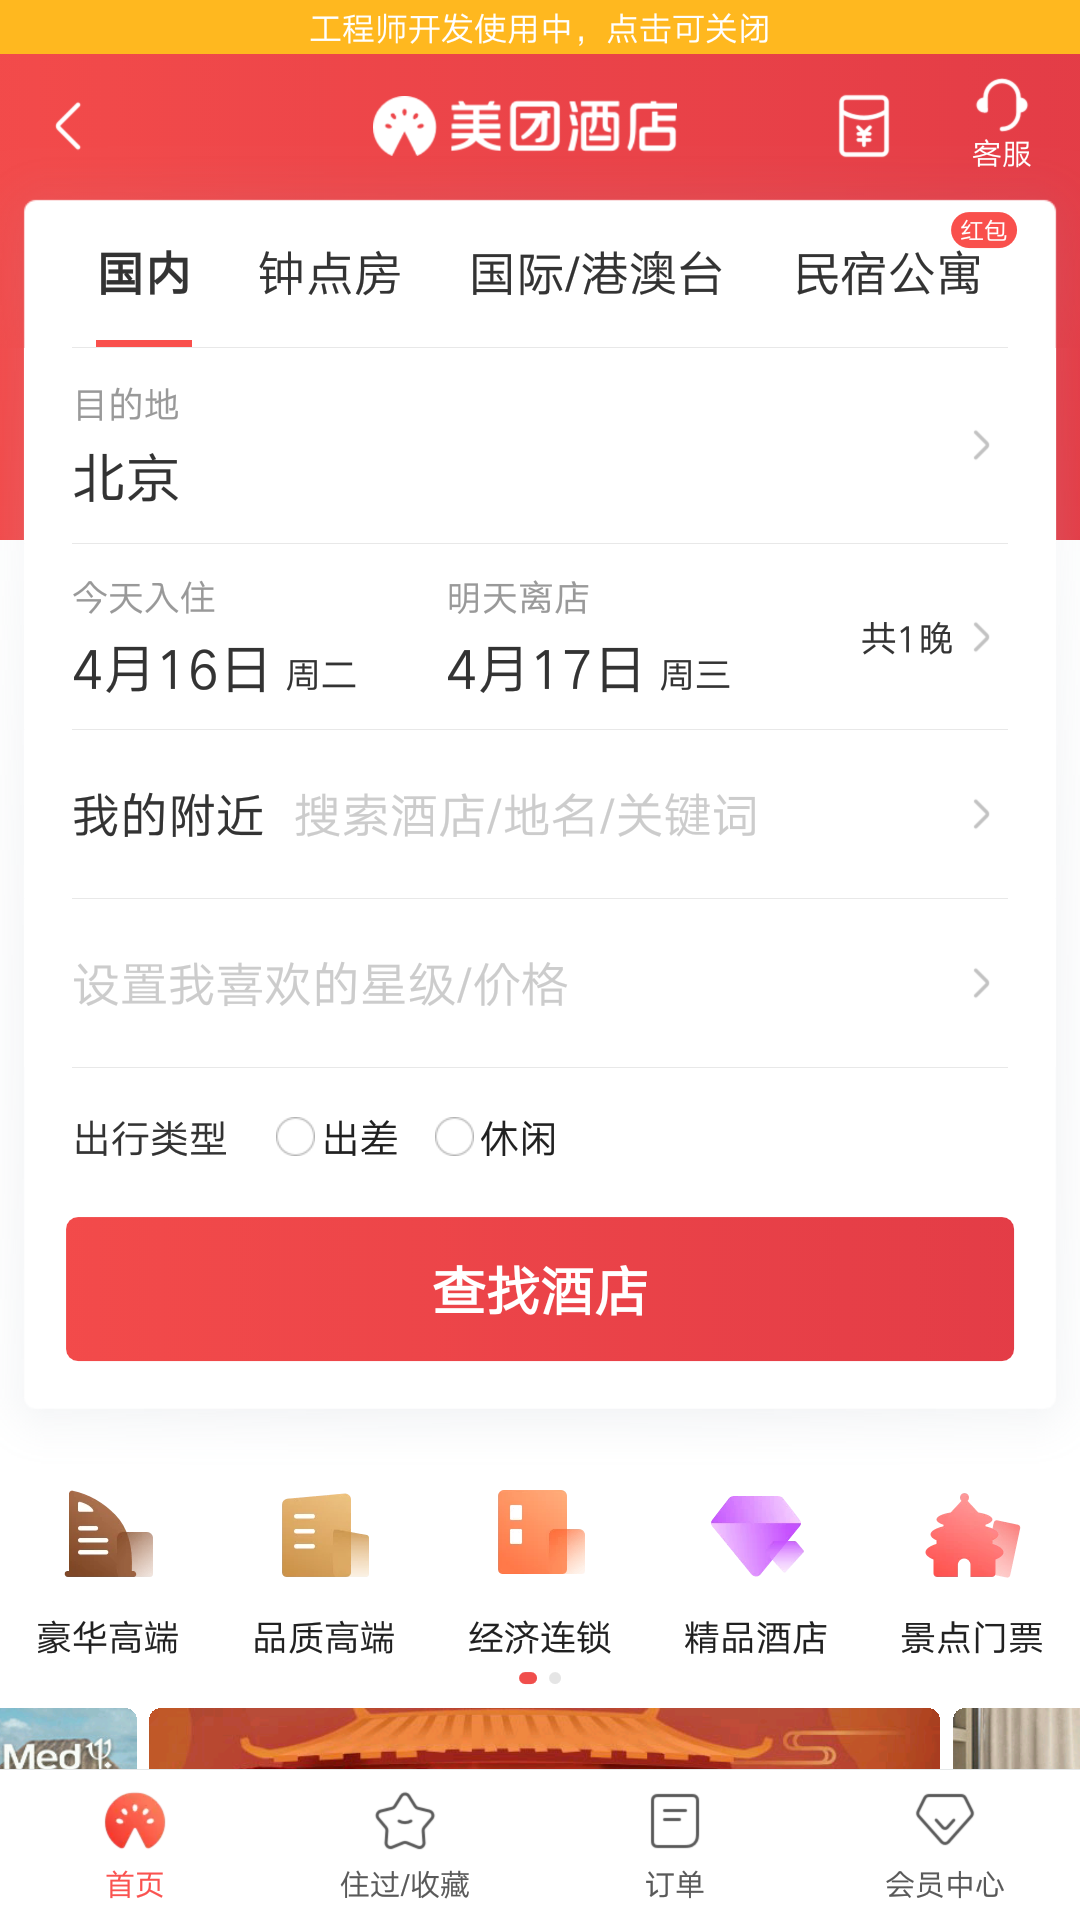 工程师开发使用中，点击可关闭
美团酒店
¥
客服
红包
国内 钟点房 国际/港澳台 民宿公寓
目的地
北京
今天入住 明天离店
4月16日 周二 4月17日 周三 共1晚
我的附近 搜索酒店/地名/关键词
设置我喜欢的星级/价格
出行类型 出差 休闲
查找酒店
豪华高端 品质高端 经济连锁 精品酒店 景点门票
Med
首页 住过/收藏 订单 会员中心